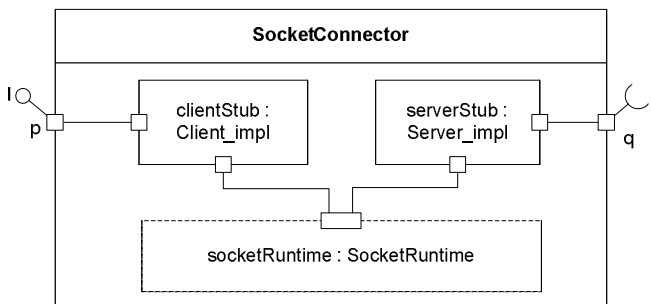 SocketConnector
I
clientStub :
Client_impl
serverStub :
Server_impl
p
q
socketRuntime : SocketRuntime